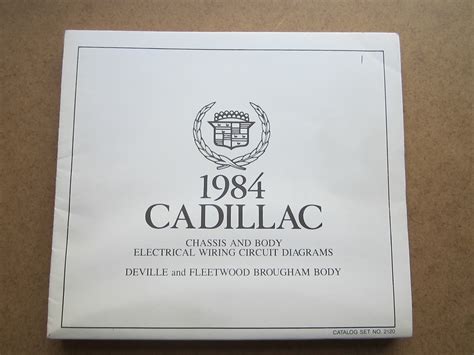 1984
CADILLAC
CHASSIS AND BODY
ELECTRICAL WIRING CIRCUIT DIAGRAMS
DEVILLE and FLEETWOOD BROUGHAM BODY
CATALOG SET NO. 2120